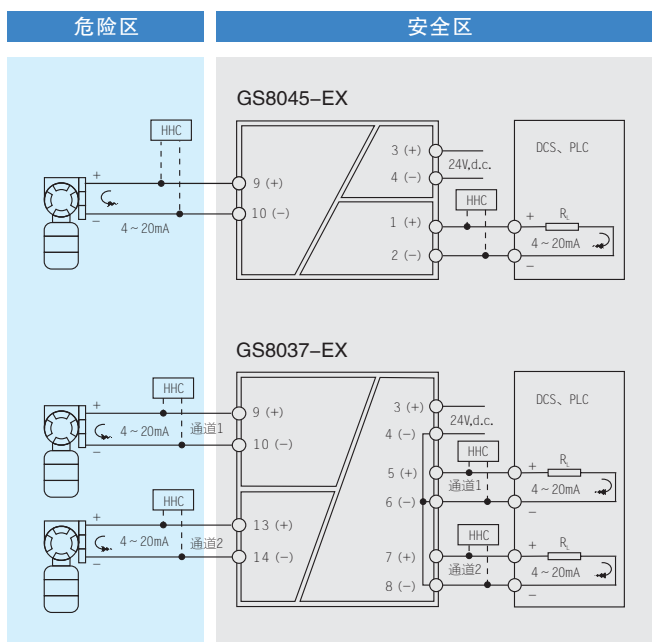 危险区 安全区
GS8045-EX
HHC
3 (+)
DCS、PLC
24V.d.c.
+
9 (+)
4 (-)
HHC
10 (-)
1 (+)
+
RL
-
4~20mA
4~20mA
2 (-)
-
GS8037-EX
HHC
3 (+)
DCS、PLC
+
9 (+)
24V.d.c.
4~20mA
通道1
4 (-)
-
10 (-)
HHC
5 (+)
+
RL
通道1
4~20mA
HHC
6 (-)
-
+
13 (+)
4~20mA
通道2
HHC
-
14 (-)
7 (+)
+
RL
通道2
4~20mA
8 (-)
-